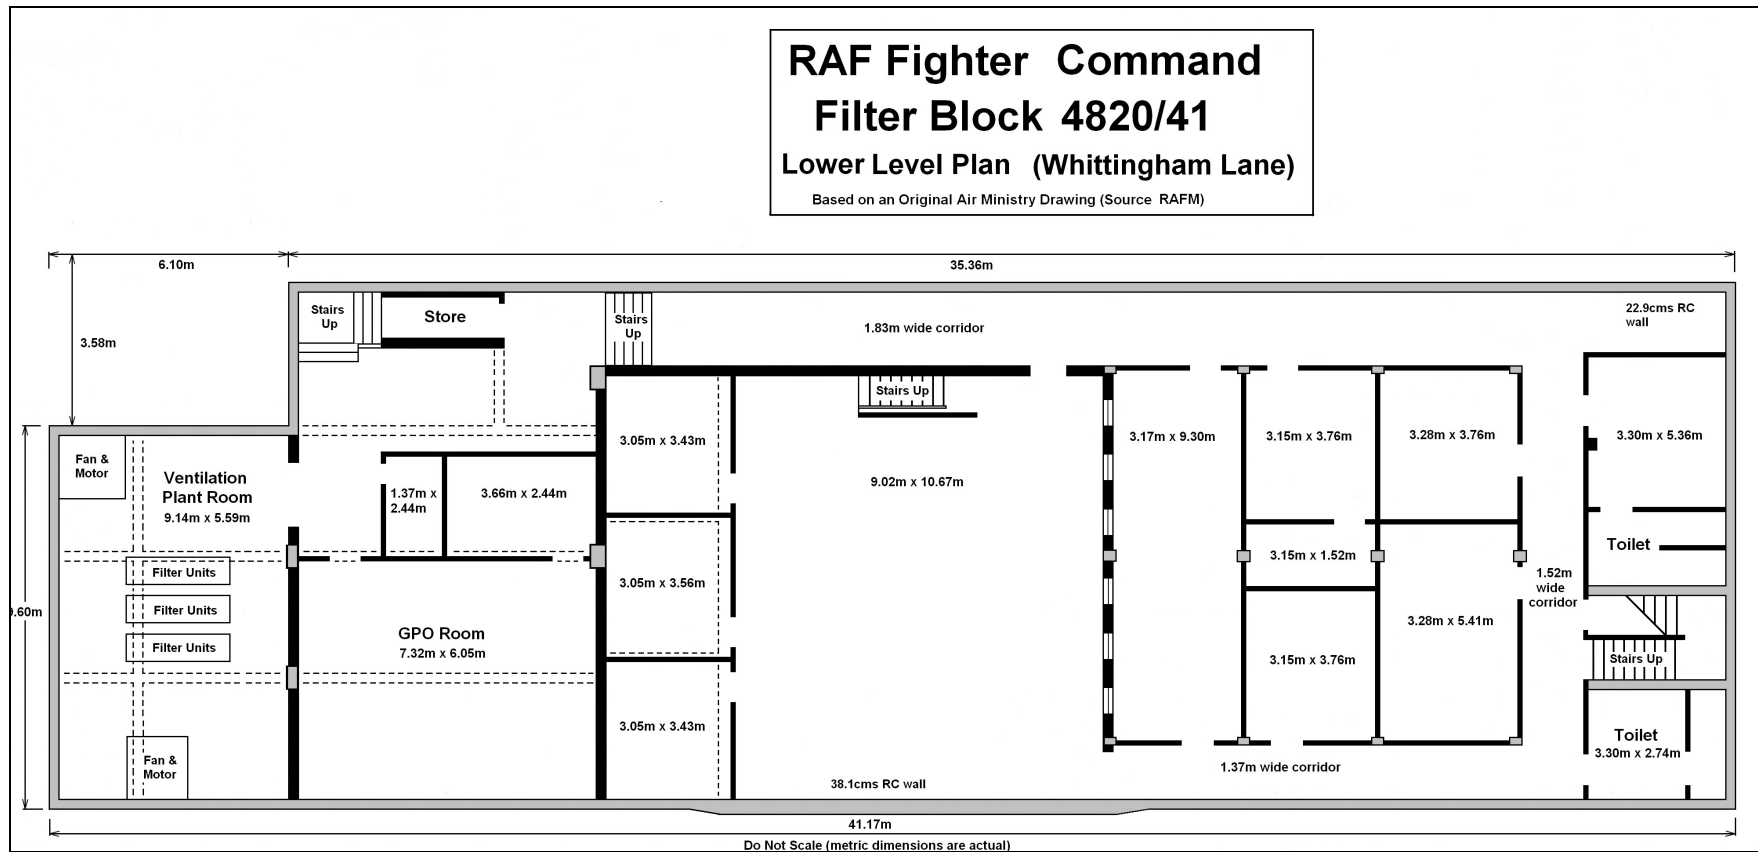 RAF Fighter Command
Filter Block 4820/41
Lower Level Plan (Whittingham Lane)
Based on an Original Air Ministry Drawing (Source RAFM)
6.10m
35.36m
3.58m
Stairs
Up
Store
Stairs
Up
1.83m wide corridor
22.9cms RC
wall
Stairs Up
Fan &
Motor
Ventilation
Plant Room
9.14m x 5.59m
1.37m x
2.44m
3.66m x 2.44m
3.05m x 3.43m
9.02m x 10.67m
3.17m x 9.30m
3.15m x 3.76m
3.28m x 3.76m
3.30m x 5.36m
Filter Units
Filter Units
Filter Units
GPO Room
7.32m x 6.05m
3.05m x 3.56m
3.15m x 1.52m
Toilet
1.52m
wide
corridor
3.28m x 5.41m
3.15m x 3.76m
Stairs Up
.60m
3.05m x 3.43m
Fan &
Motor
Toilet
3.30m x 2.74m
1.37m wide corridor
38.1cms RC wall
41.17m
Do Not Scale (metric dimensions are actual)